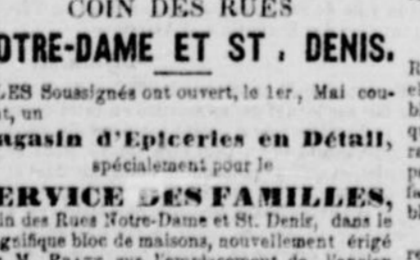 COIN DES RUES
OTRE-DAME ET ST. DENIS.
LES Soussignés ont ouvert, le 1er, Mai cou-
t, un
agasin d'Epiceries en Détail,
spécialement pour le
ERVICE DES FAMILLES,
in des Rues Notre-Dame et St. Denis, dans le
gnifique bloc de maisons, nouvellement érigé